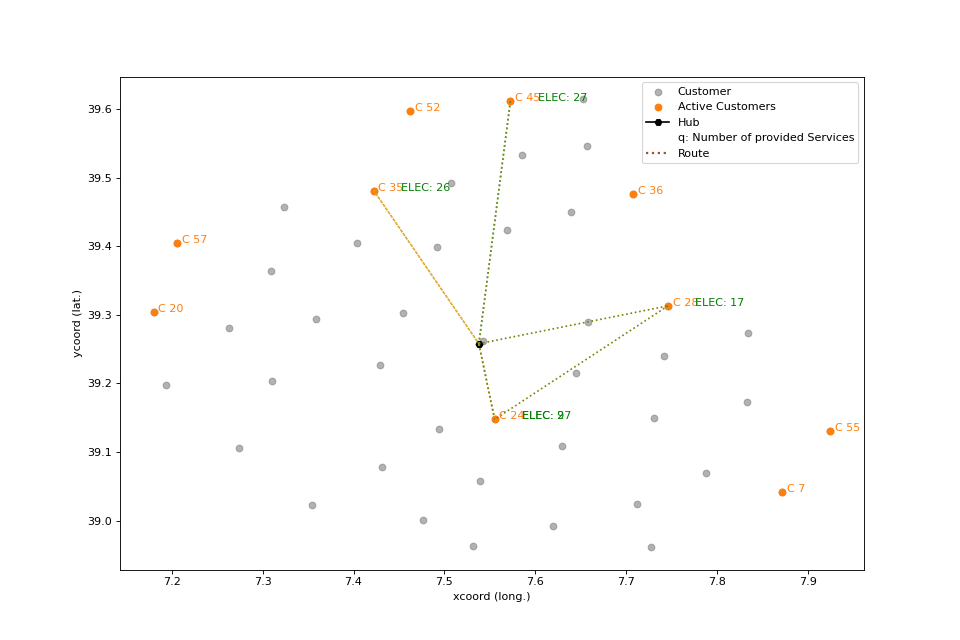 Customer
Active Customers
Hub
q: Number of provided Services
Route
C 45 ELEC: 27
C 52
C 35 ELEC: 26
C 36
C 57
C 20
C 28 ELEC: 17
C 24 ELEC:
C 55
C 7
39.6
39.5
39.4
39.3
39.2
39.1
39.0
ycoord (lat.)
7.2 7.3 7.4 7.5 7.6 7.7 7.8 7.9
xcoord (long.)